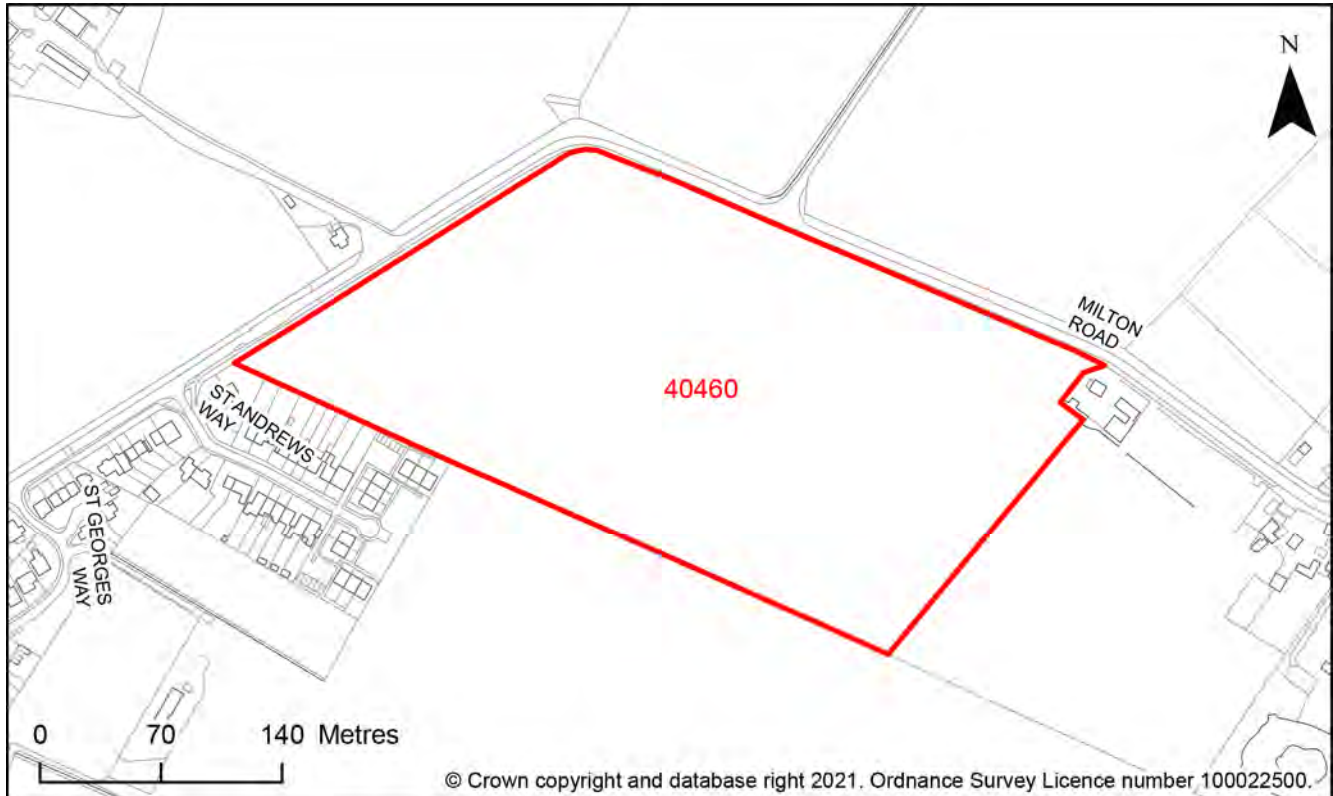 N
MILTON
ROAD
40460
ST ANDREWS
WAY
ST GEORGES
WAY
0 70 140 Metres
© Crown copyright and database right 2021. Ordnance Survey Licence number 100022500.